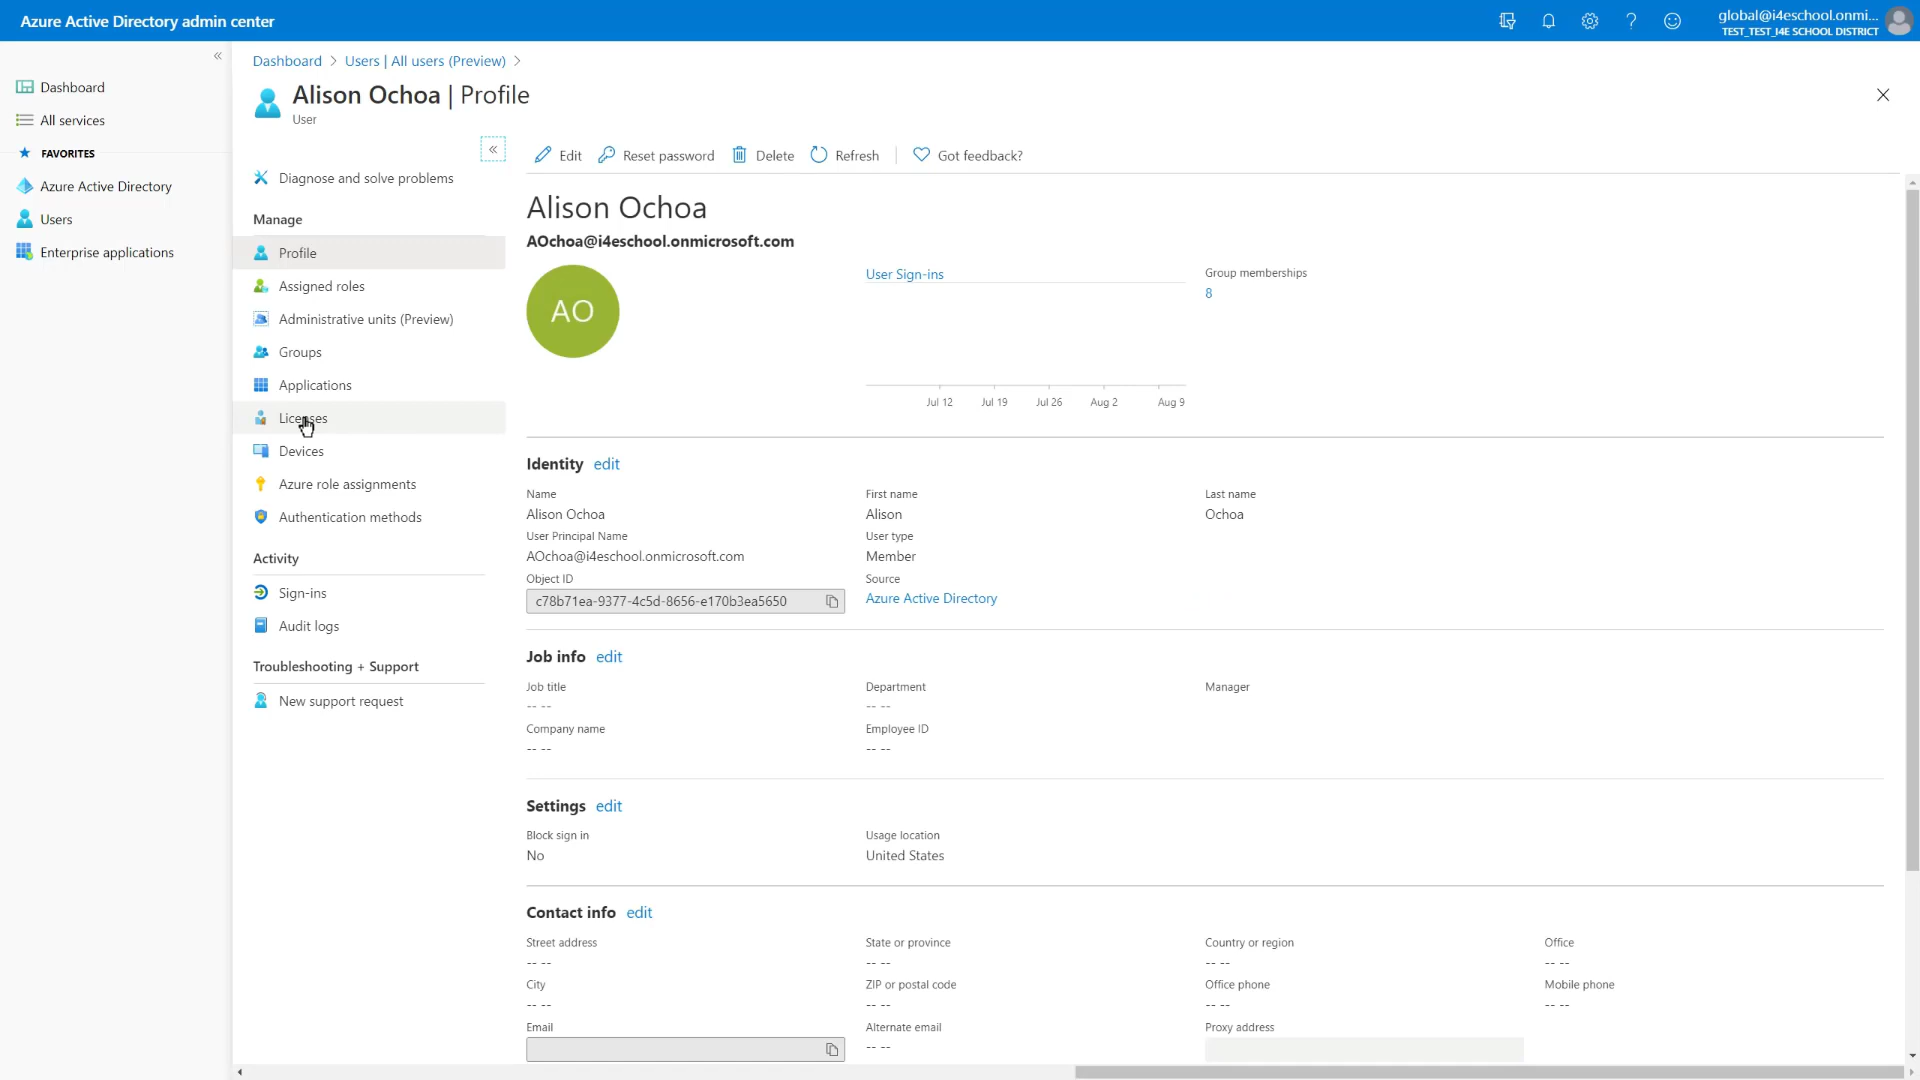 Azure Active Directory admin center
global@i4eschool.onmi...
TEST_TEST_I4E SCHOOL DISTRICT
Dashboard
All services
FAVORITES
Azure Active Directory
Users
Enterprise applications
Dashboard > Users | All users (Preview) >
Alison Ochoa | Profile
User
Diagnose and solve problems
Manage
Profile
Assigned roles
Administrative units (Preview)
Groups
Applications
Licenses
Devices
Azure role assignments
Authentication methods
Activity
Sign-ins
Audit logs
Troubleshooting + Support
New support request
Edit Reset password Delete Refresh Got feedback?
Alison Ochoa
AOchoa@i4eschool.onmicrosoft.com
AO
User Sign-ins
Jul 12 Jul 19 Jul 26 Aug 2 Aug 9
Group memberships
8
Identity edit
Name First name Last name
Alison Ochoa Alison Ochoa
User Principal Name User type
AOchoa@i4eschool.onmicrosoft.com Member
Object ID Source
c78b71ea-9377-4c5d-8656-e170b3ea5650 Azure Active Directory
Job info edit
Job title Department Manager
-- -- -- --
Company name Employee ID
-- -- -- --
Settings edit
Block sign in Usage location
No United States
Contact info edit
Street address State or province Country or region Office
-- -- -- -- -- -- -- --
City ZIP or postal code Office phone Mobile phone
-- -- -- -- -- -- -- --
Email Alternate email Proxy address
-- --